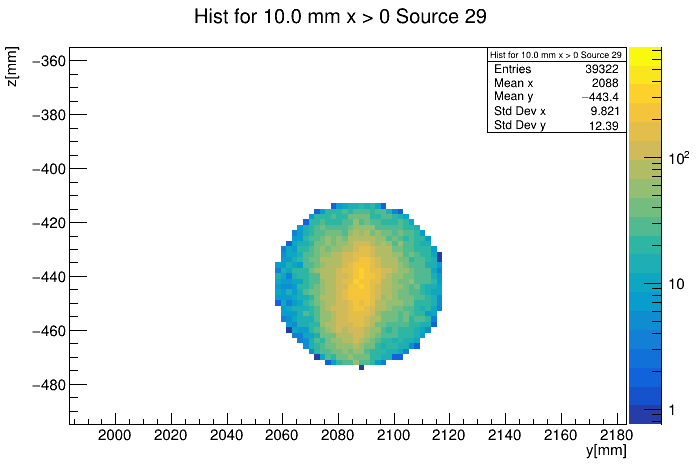 Hist for 10.0 mm x > 0 Source 29
z[mm]
Hist for 10.0 mm x > 0 Source 29
Entries 39322
Mean x 2088
Mean y −443.4
Std Dev x 9.821
Std Dev y 12.39
−360
−380
−400
−420
−440
−460
−480
10²
10
1
2000 2020 2040 2060 2080 2100 2120 2140 2160 2180
y[mm]